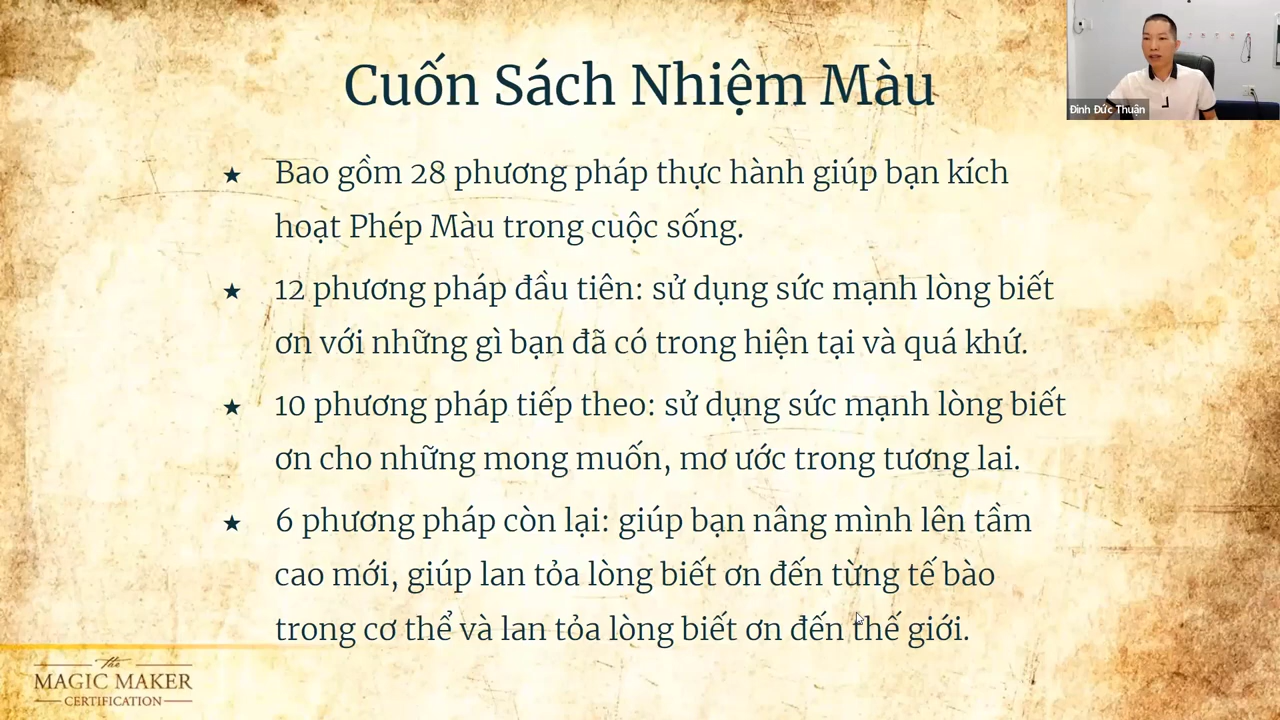 Cuốn Sách Nhiệm Màu
Đinh Đức Thuận
★ Bao gồm 28 phương pháp thực hành giúp bạn kích
hoạt Phép Màu trong cuộc sống.
★ 12 phương pháp đầu tiên: sử dụng sức mạnh lòng biết
ơn với những gì bạn đã có trong hiện tại và quá khứ.
★ 10 phương pháp tiếp theo: sử dụng sức mạnh lòng biết
ơn cho những mong muốn, mơ ước trong tương lai.
★ 6 phương pháp còn lại: giúp bạn nâng mình lên tầm
cao mới, giúp lan tỏa lòng biết ơn đến từng tế bào
trong cơ thể và lan tỏa lòng biết ơn đến thế giới.
The
MAGIC MAKER
CERTIFICATION